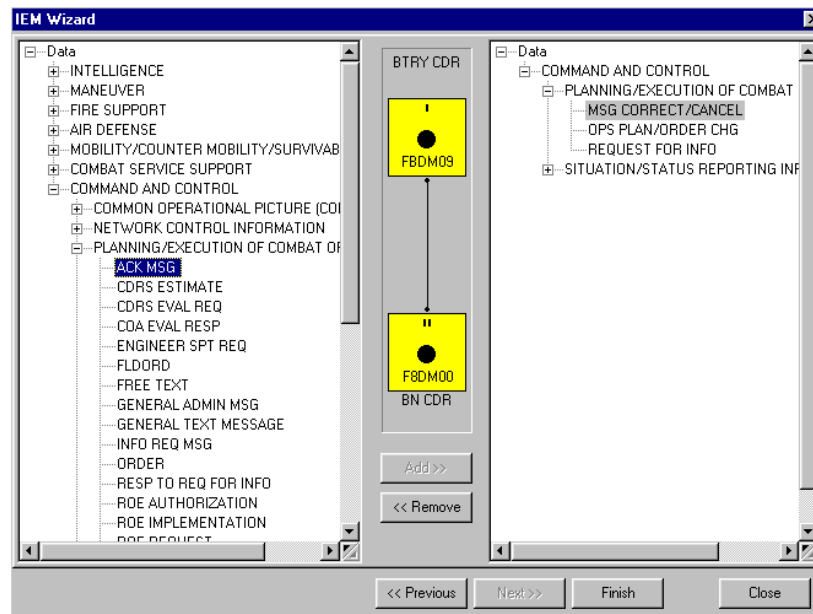 IEM Wizard
Data
INTELLIGENCE
MANEUVER
FIRE SUPPORT
AIR DEFENSE
MOBILITY/COUNTER MOBILITY/SURVIVAB
COMBAT SERVICE SUPPORT
COMMAND AND CONTROL
COMMON OPERATIONAL PICTURE (CO
NETWORK CONTROL INFORMATION
PLANNING/EXECUTION OF COMBAT OF
ACK MSG
CDRS ESTIMATE
CDRS EVAL REQ
COA EVAL RESP
ENGINEER SPT REQ
FLDORD
FREE TEXT
GENERAL ADMIN MSG
GENERAL TEXT MESSAGE
INFO REQ MSG
ORDER
RESP TO REQ FOR INFO
ROE AUTHORIZATION
ROE IMPLEMENTATION
ROE REQUEST
BTRY CDR
I
FBDM09
II
F8DM00
BN CDR
Add >>
<< Remove
Data
COMMAND AND CONTROL
PLANNING/EXECUTION OF COMBAT
MSG CORRECT/CANCEL
OPS PLAN/ORDER CHG
REQUEST FOR INFO
SITUATION/STATUS REPORTING INF
<< Previous
Next >>
Finish
Close